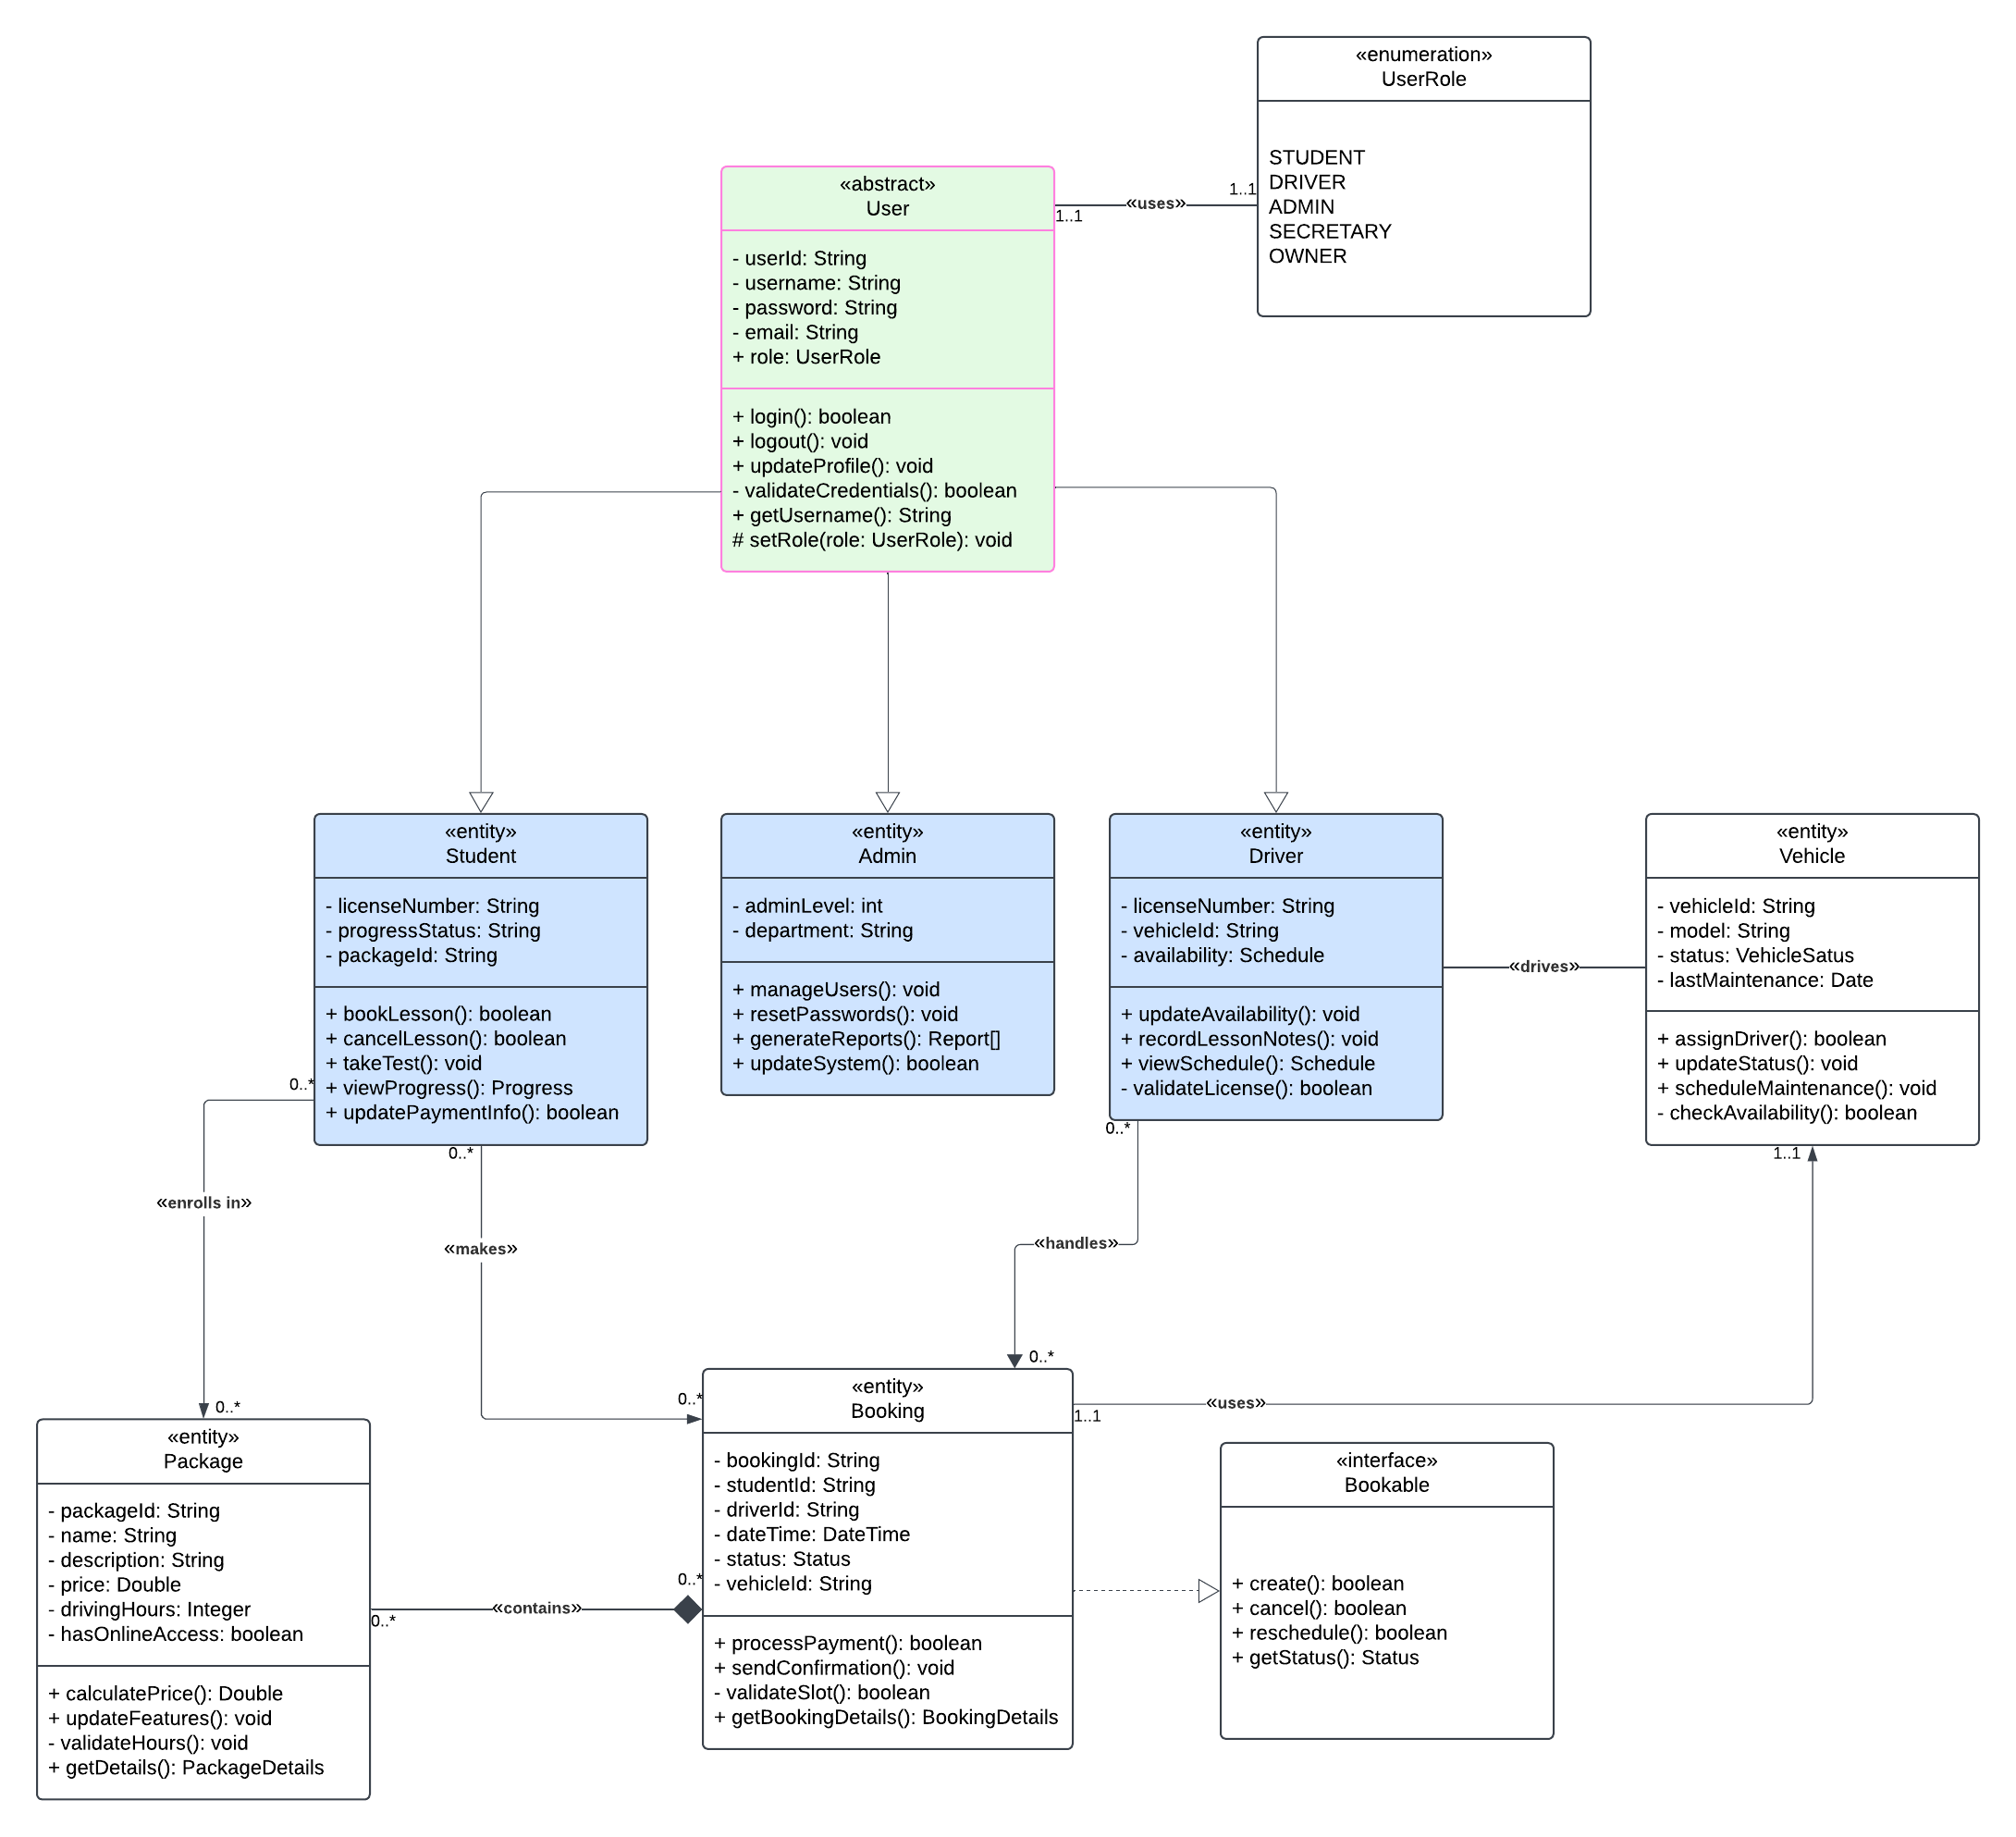 «enumeration»
UserRole
STUDENT
DRIVER
ADMIN
SECRETARY
OWNER
«abstract»
User
- userId: String
- username: String
- password: String
- email: String
+ role: UserRole
+ login(): boolean
+ logout(): void
+ updateProfile(): void
- validateCredentials(): boolean
+ getUsername(): String
# setRole(role: UserRole): void
1..1
«uses»
1..1
«entity»
Student
- licenseNumber: String
- progressStatus: String
- packageId: String
+ bookLesson(): boolean
+ cancelLesson(): boolean
+ takeTest(): void
+ viewProgress(): Progress
+ updatePaymentInfo(): boolean
«entity»
Admin
- adminLevel: int
- department: String
+ manageUsers(): void
+ resetPasswords(): void
+ generateReports(): Report[]
+ updateSystem(): boolean
«entity»
Driver
- licenseNumber: String
- vehicleId: String
- availability: Schedule
+ updateAvailability(): void
+ recordLessonNotes(): void
+ viewSchedule(): Schedule
- validateLicense(): boolean
«drives»
«entity»
Vehicle
- vehicleId: String
- model: String
- status: VehicleSatus
- lastMaintenance: Date
+ assignDriver(): boolean
+ updateStatus(): void
+ scheduleMaintenance(): void
- checkAvailability(): boolean
0..*
«enrolls in»
0..*
0..*
«makes»
0..*
0..*
«handles»
0..*
1..1
«uses»
1..1
«entity»
Package
- packageId: String
- name: String
- description: String
- price: Double
- drivingHours: Integer
- hasOnlineAccess: boolean
+ calculatePrice(): Double
+ updateFeatures(): void
- validateHours(): void
+ getDetails(): PackageDetails
0..*
«contains»
0..*
«entity»
Booking
- bookingId: String
- studentId: String
- driverId: String
- dateTime: DateTime
- status: Status
- vehicleId: String
+ processPayment(): boolean
+ sendConfirmation(): void
- validateSlot(): boolean
+ getBookingDetails(): BookingDetails
«interface»
Bookable
+ create(): boolean
+ cancel(): boolean
+ reschedule(): boolean
+ getStatus(): Status